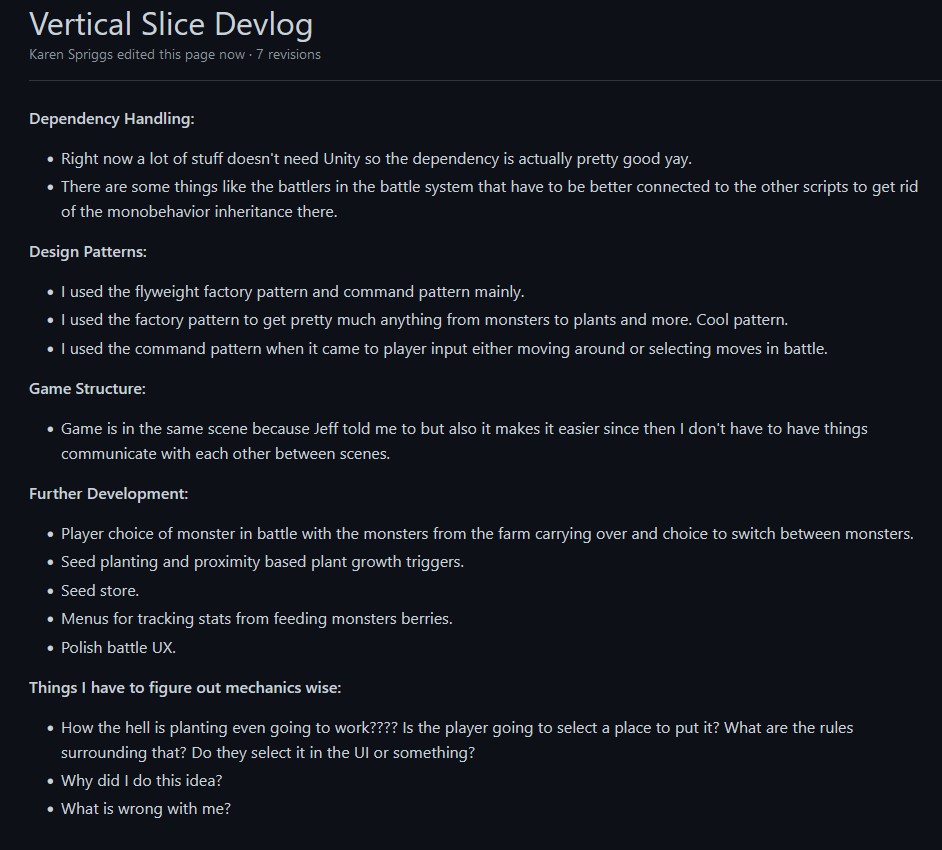 Vertical Slice Devlog
Karen Spriggs edited this page now · 7 revisions
Dependency Handling:
• Right now a lot of stuff doesn't need Unity so the dependency is actually pretty good yay.
• There are some things like the battlers in the battle system that have to be better connected to the other scripts to get rid
of the monobehavior inheritance there.
Design Patterns:
• I used the flyweight factory pattern and command pattern mainly.
• I used the factory pattern to get pretty much anything from monsters to plants and more. Cool pattern.
• I used the command pattern when it came to player input either moving around or selecting moves in battle.
Game Structure:
• Game is in the same scene because Jeff told me to but also it makes it easier since then I don't have to have things
communicate with each other between scenes.
Further Development:
• Player choice of monster in battle with the monsters from the farm carrying over and choice to switch between monsters.
• Seed planting and proximity based plant growth triggers.
• Seed store.
• Menus for tracking stats from feeding monsters berries.
• Polish battle UX.
Things I have to figure out mechanics wise:
• How the hell is planting even going to work???? Is the player going to select a place to put it? What are the rules
surrounding that? Do they select it in the UI or something?
• Why did I do this idea?
• What is wrong with me?